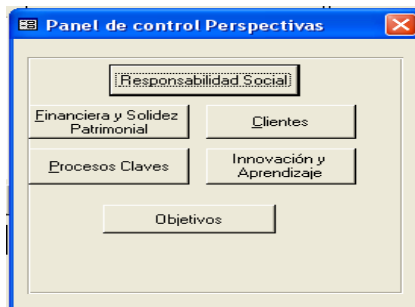 Panel de control Perspectivas
Responsabilidad Social
Financiera y Solidez
Patrimonial
Clientes
Procesos Claves
Innovación y
Aprendizaje
Objetivos